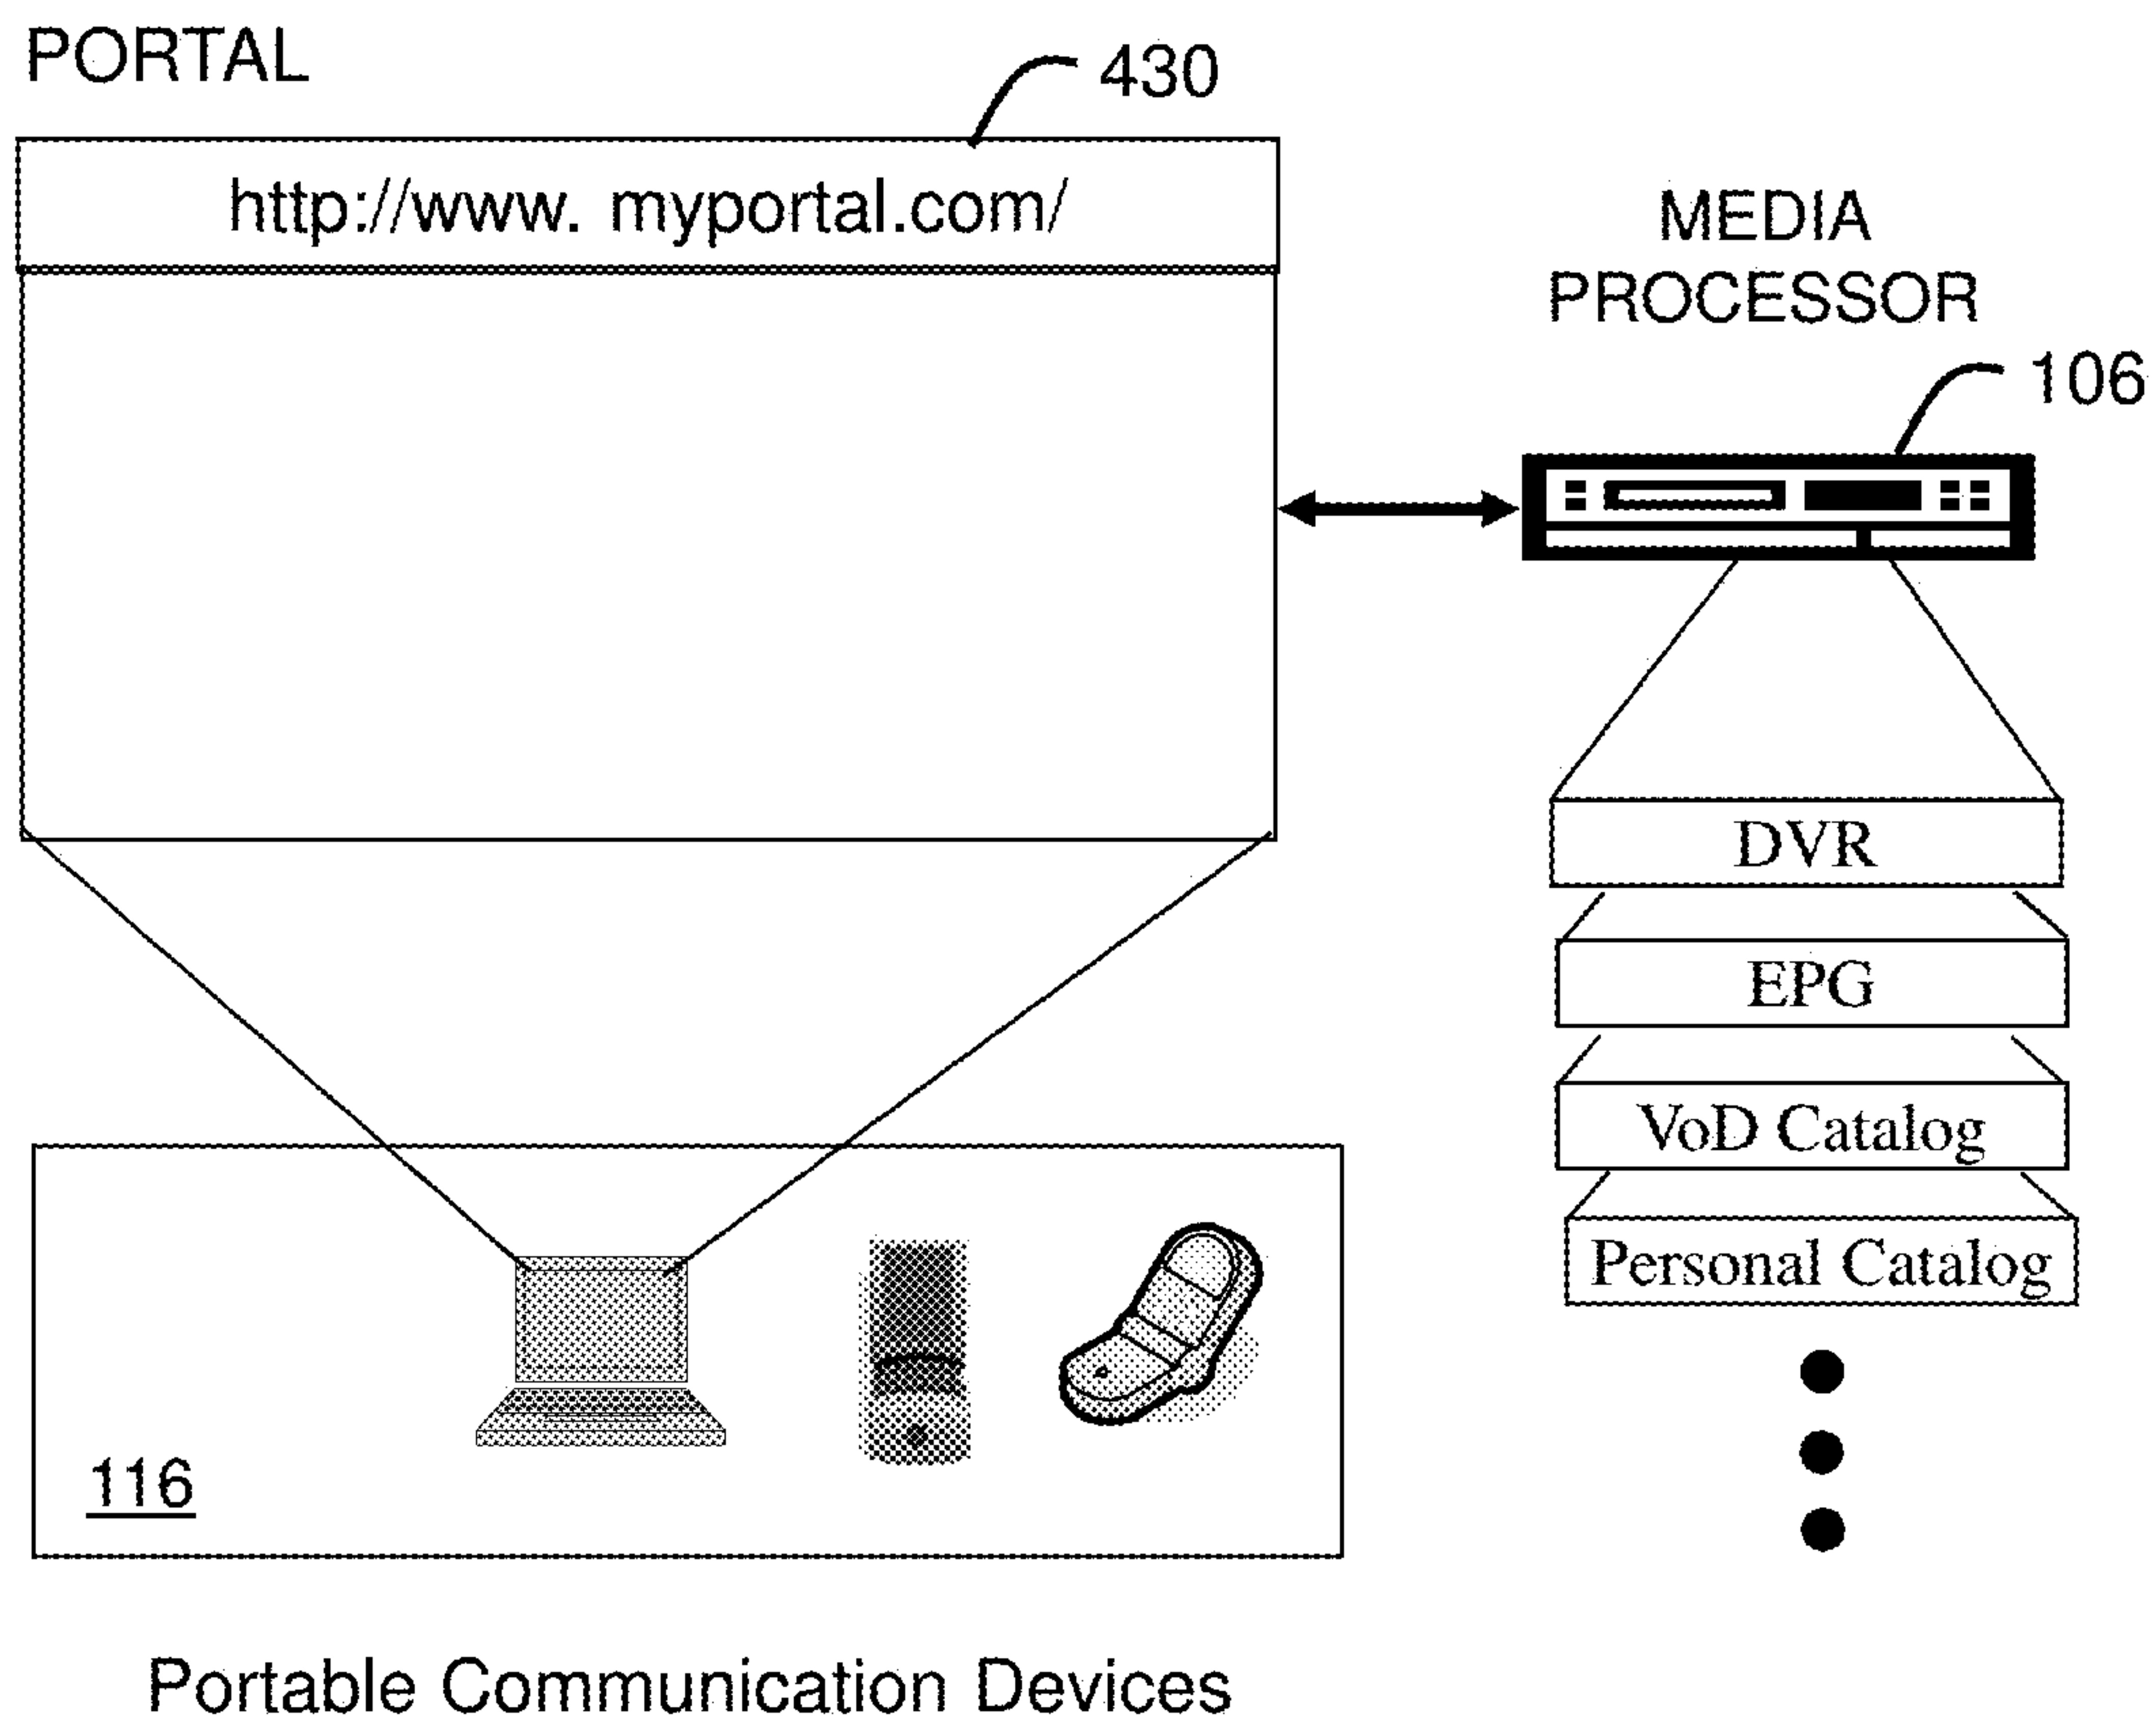 PORTAL
430
http://www. myportal.com/
MEDIA
PROCESSOR
106
DVR
EPG
VoD Catalog
Personal Catalog
116
Portable Communication Devices